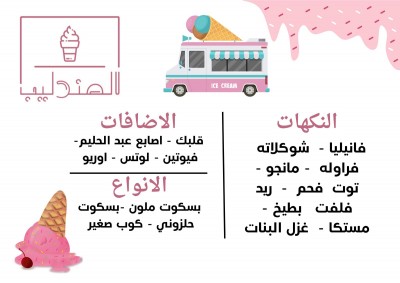 العندليب
ICE CREAM
النكهات
فانيليا - شوكلاته
فراوله - مانجو -
توت فحم - ريد
فلفت بطيخ -
مستكا - غزل البنات
الاضافات
قلبك - اصابع عبد الحليم-
فيوتين - لوتس - اوريو
الانواع
بسكوت ملون -بسكوت
حلزوني - كوب صغير